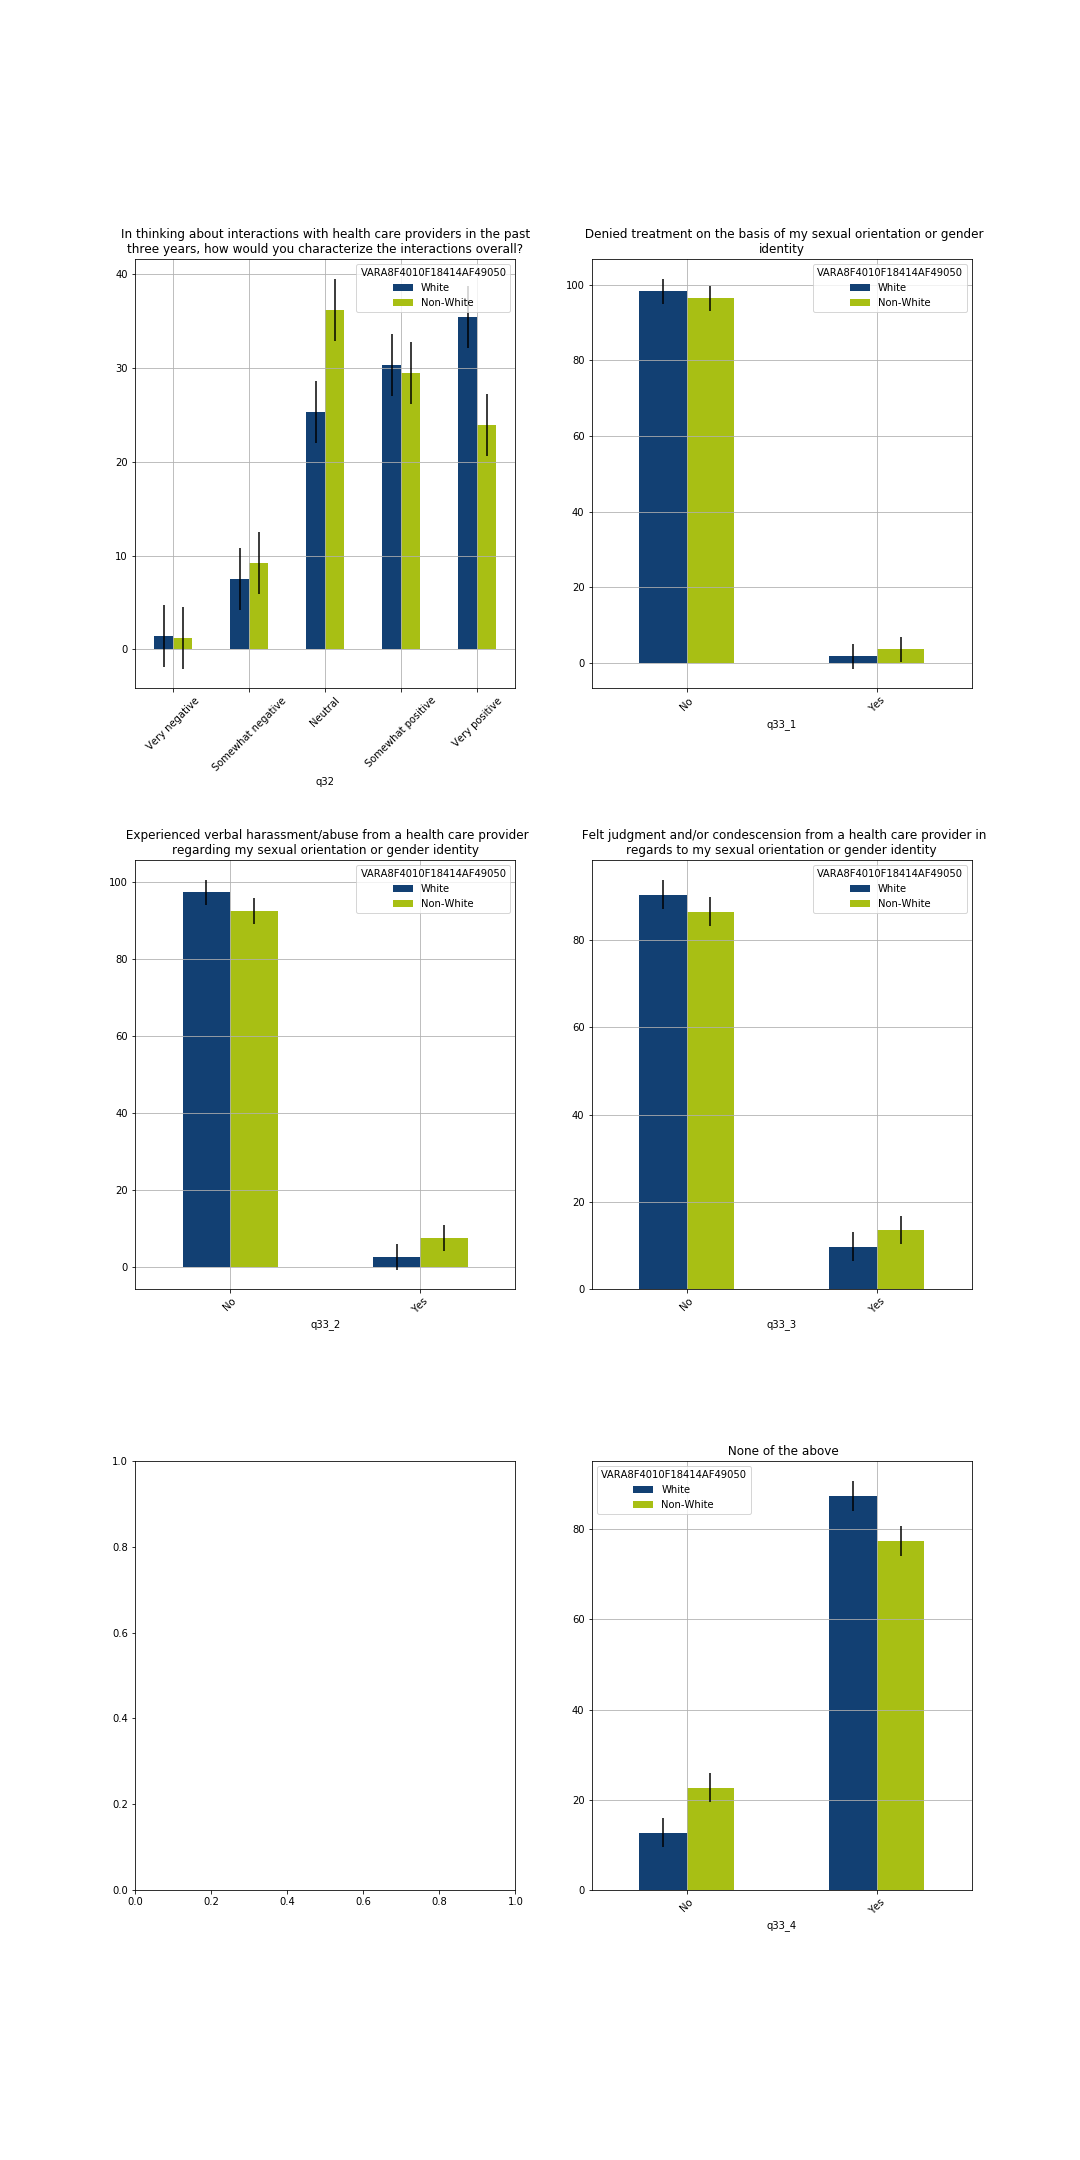 In thinking about interactions with health care providers in the past
three years, how would you characterize the interactions overall?
VARA8F4010F18414AF49050
White
Non-White
40
30
20
10
0
Very negative
Somewhat negative
Neutral
Somewhat positive
Very positive
q32
Denied treatment on the basis of my sexual orientation or gender
identity
VARA8F4010F18414AF49050
White
Non-White
100
80
60
40
20
0
No
Yes
q33_1
Experienced verbal harassment/abuse from a health care provider
regarding my sexual orientation or gender identity
VARA8F4010F18414AF49050
White
Non-White
100
80
60
40
20
0
No
Yes
q33_2
Felt judgment and/or condescension from a health care provider in
regards to my sexual orientation or gender identity
VARA8F4010F18414AF49050
White
Non-White
80
60
40
20
0
No
Yes
q33_3
1.0
0.8
0.6
0.4
0.2
0.0
0.0 0.2 0.4 0.6 0.8 1.0
None of the above
VARA8F4010F18414AF49050
White
Non-White
80
60
40
20
0
No
Yes
q33_4